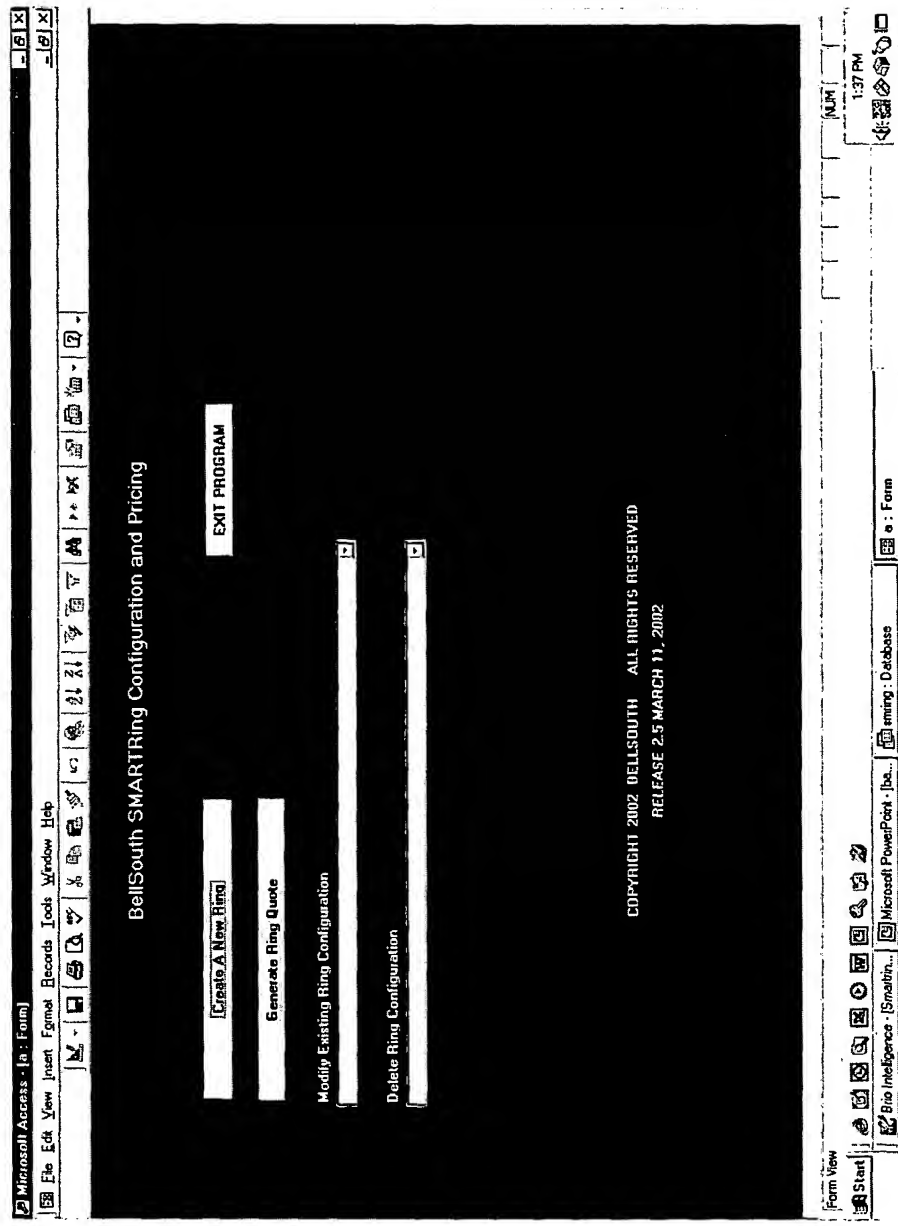 Microsoft Access - [a : Form]
File Edit View Insert Format Records Tools Window Help
BellSouth SMARTRing Configuration and Pricing
Create A New Ring
EXIT PROGRAM
Generate Ring Quote
Modify Existing Ring Configuration
Delete Ring Configuration
COPYRIGHT 2002 BELLSOUTH ALL RIGHTS RESERVED
RELEASE 2.5 MARCH 11, 2002
Form View
NUM
Start
1:37 PM
Brio Intelligence - [Smartrin...
Microsoft PowerPoint - [ba...
smring : Database
a : Form